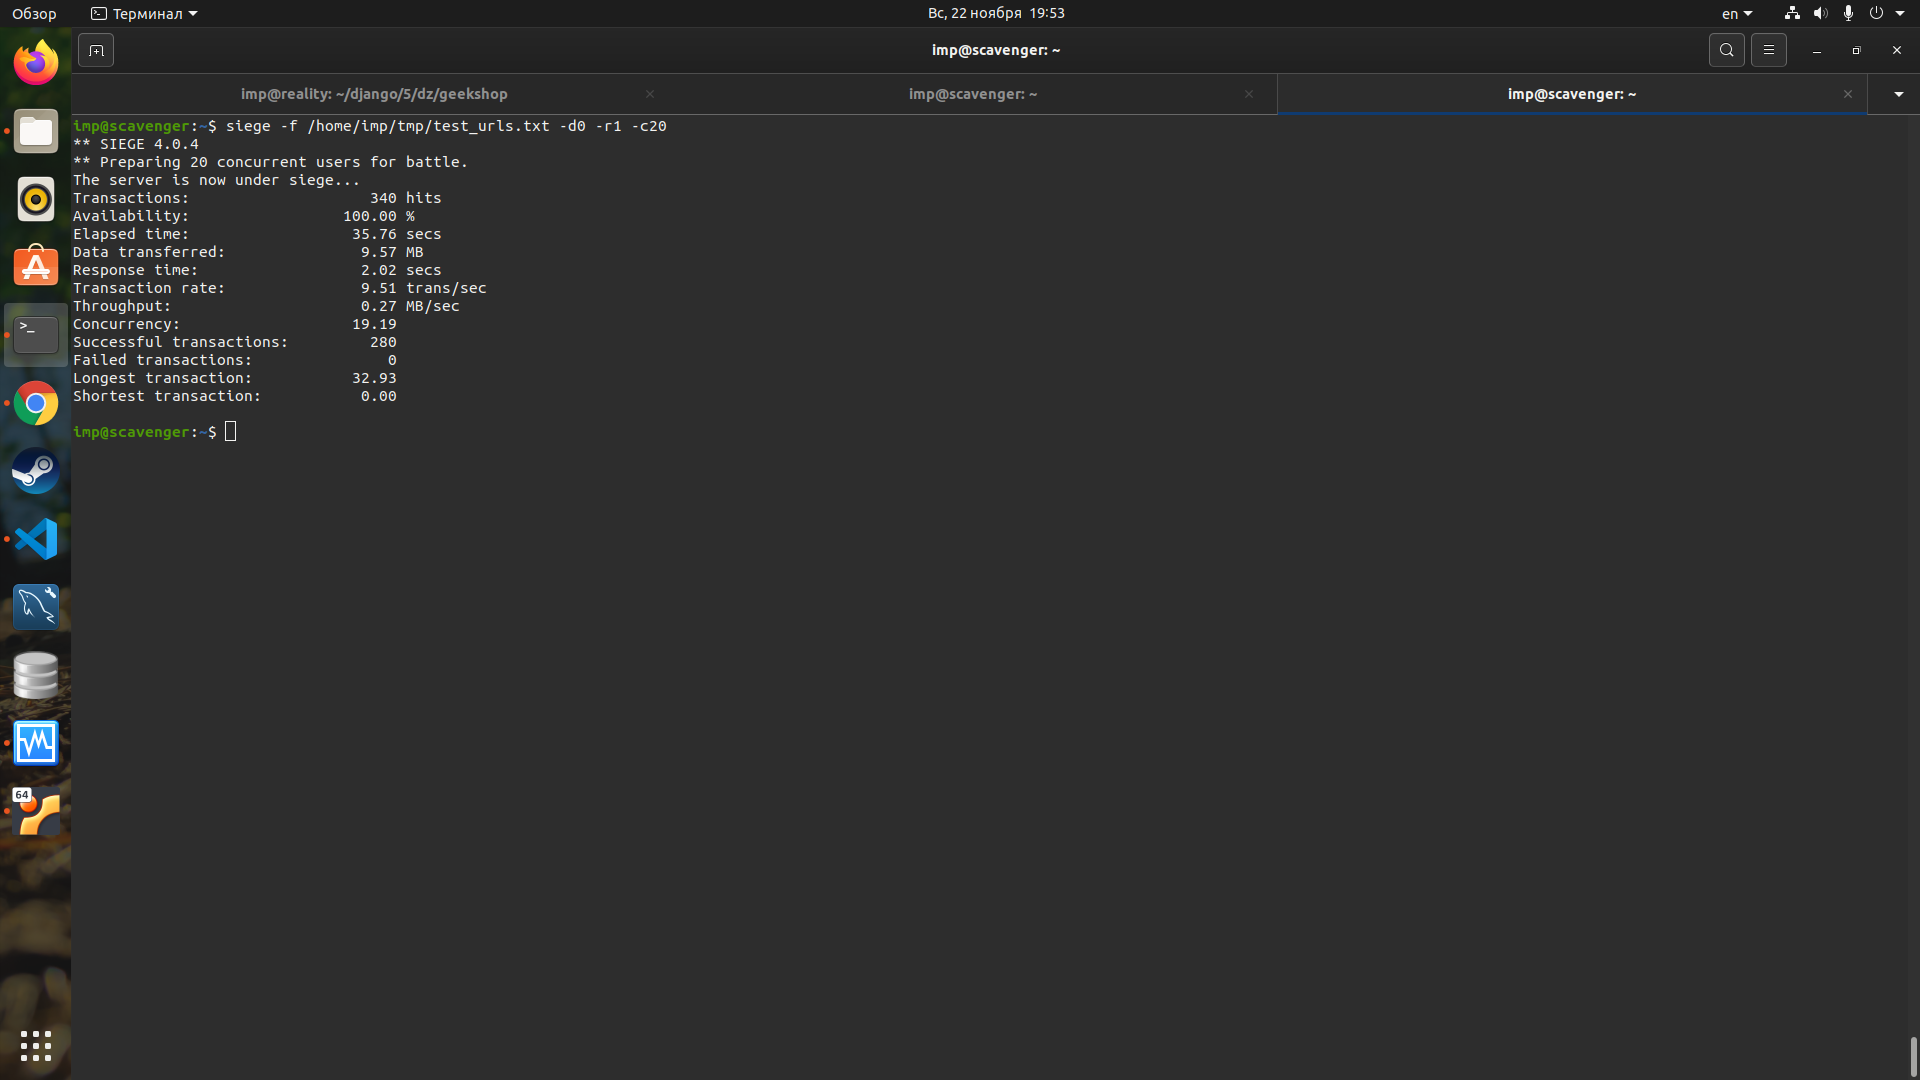 Обзор
Терминал
Вс, 22 ноября 19:53
en
imp@scavenger: ~
imp@reality: ~/django/5/dz/geekshop
imp@scavenger: ~
imp@scavenger: ~
imp@scavenger:~$ siege -f /home/imp/tmp/test_urls.txt -d0 -r1 -c20
** SIEGE 4.0.4
** Preparing 20 concurrent users for battle.
The server is now under siege...
Transactions: 340 hits
Availability: 100.00 %
Elapsed time: 35.76 secs
Data transferred: 9.57 MB
Response time: 2.02 secs
Transaction rate: 9.51 trans/sec
Throughput: 0.27 MB/sec
Concurrency: 19.19
Successful transactions: 280
Failed transactions: 0
Longest transaction: 32.93
Shortest transaction: 0.00
imp@scavenger:~$
>_
64